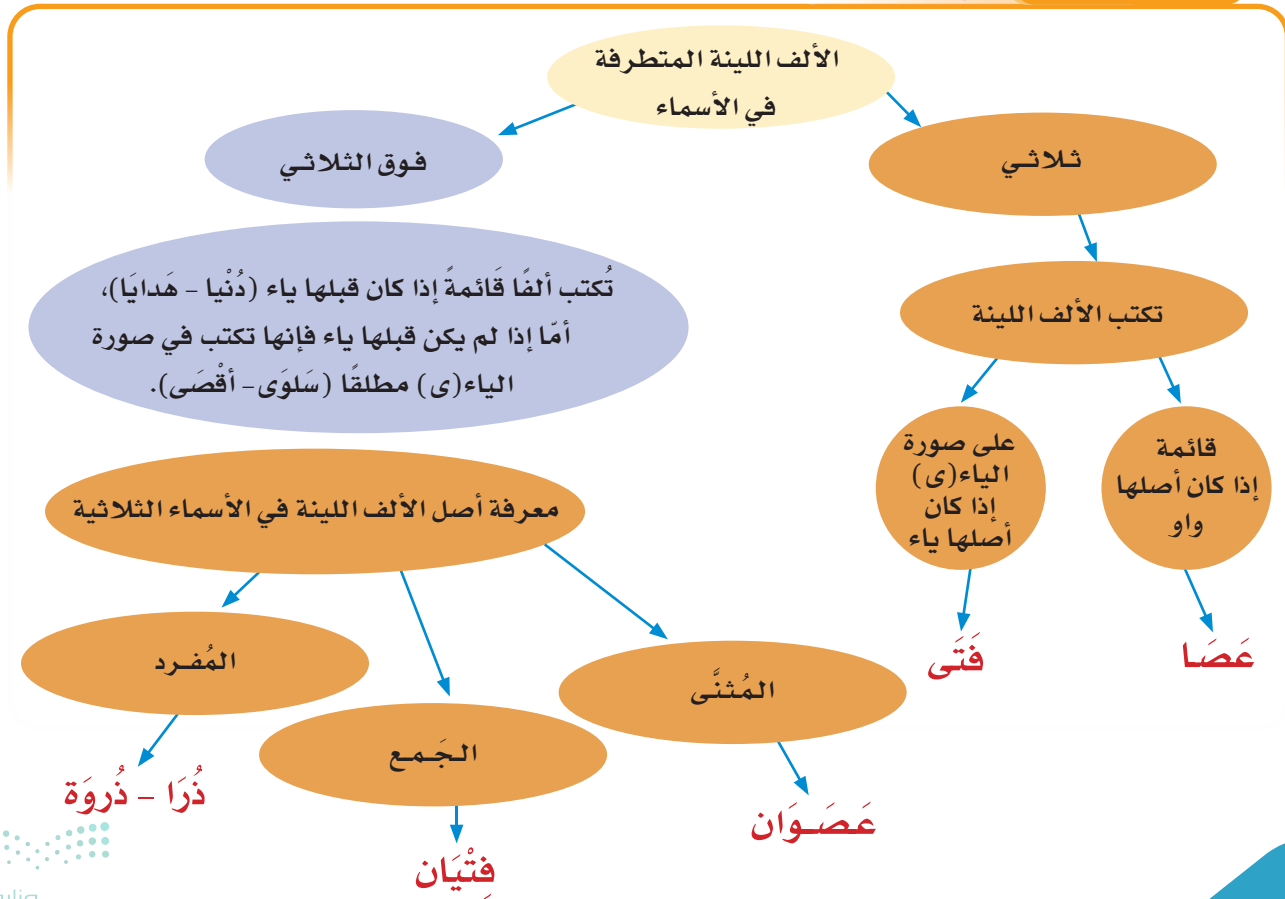 الألف اللينة المتطرفة
في الأسماء
ثلاثي
فوق الثلاثي
تكتب الألف اللينة
تُكتب ألفًا قَائمةً إذا كان قبلها ياء (دُنْيا - هَدايَا)،
أمّا إذا لم يكن قبلها ياء فإنها تكتب في صورة
الياء(ى) مطلقًا (سَلوَى- أقْصَى).
قائمة
إذا كان أصلها
واو
على صورة
الياء(ى)
إذا كان
أصلها ياء
عَصَا
فَتَى
معرفة أصل الألف اللينة في الأسماء الثلاثية
المُثنَّى
الجَمع
المُفرد
عَصَوَان
فِتْيَان
ذُرَا - ذُروَة